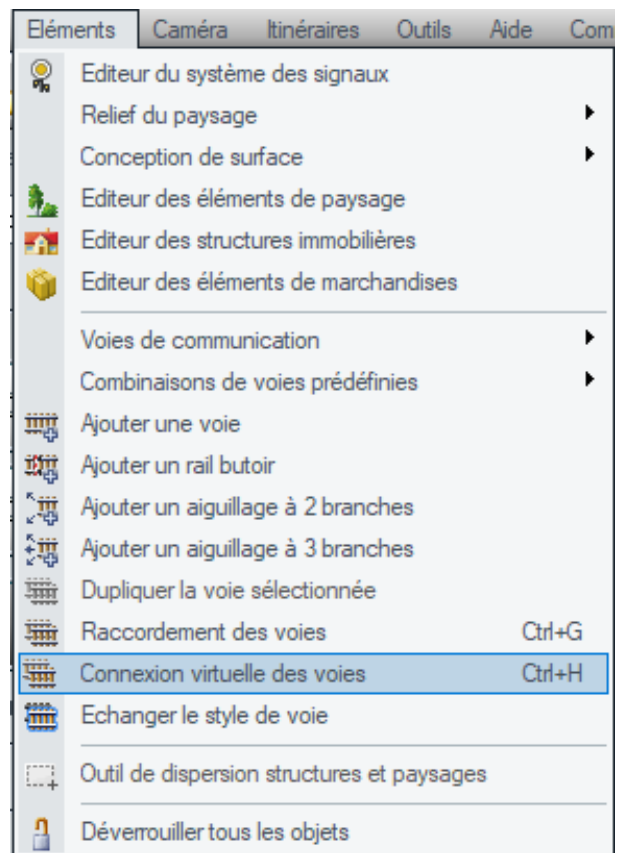 Eléments Caméra Itinéraires Outils Aide Com
Editeur du système des signaux
Relief du paysage
Conception de surface
Editeur des éléments de paysage
Editeur des structures immobilières
Editeur des éléments de marchandises
Voies de communication
Combinaisons de voies prédéfinies
Ajouter une voie
Ajouter un rail butoir
Ajouter un aiguillage à 2 branches
Ajouter un aiguillage à 3 branches
Dupliquer la voie sélectionnée
Raccordement des voies Ctrl+G
Connexion virtuelle des voies Ctrl+H
Echanger le style de voie
Outil de dispersion structures et paysages
Déverrouiller tous les objets